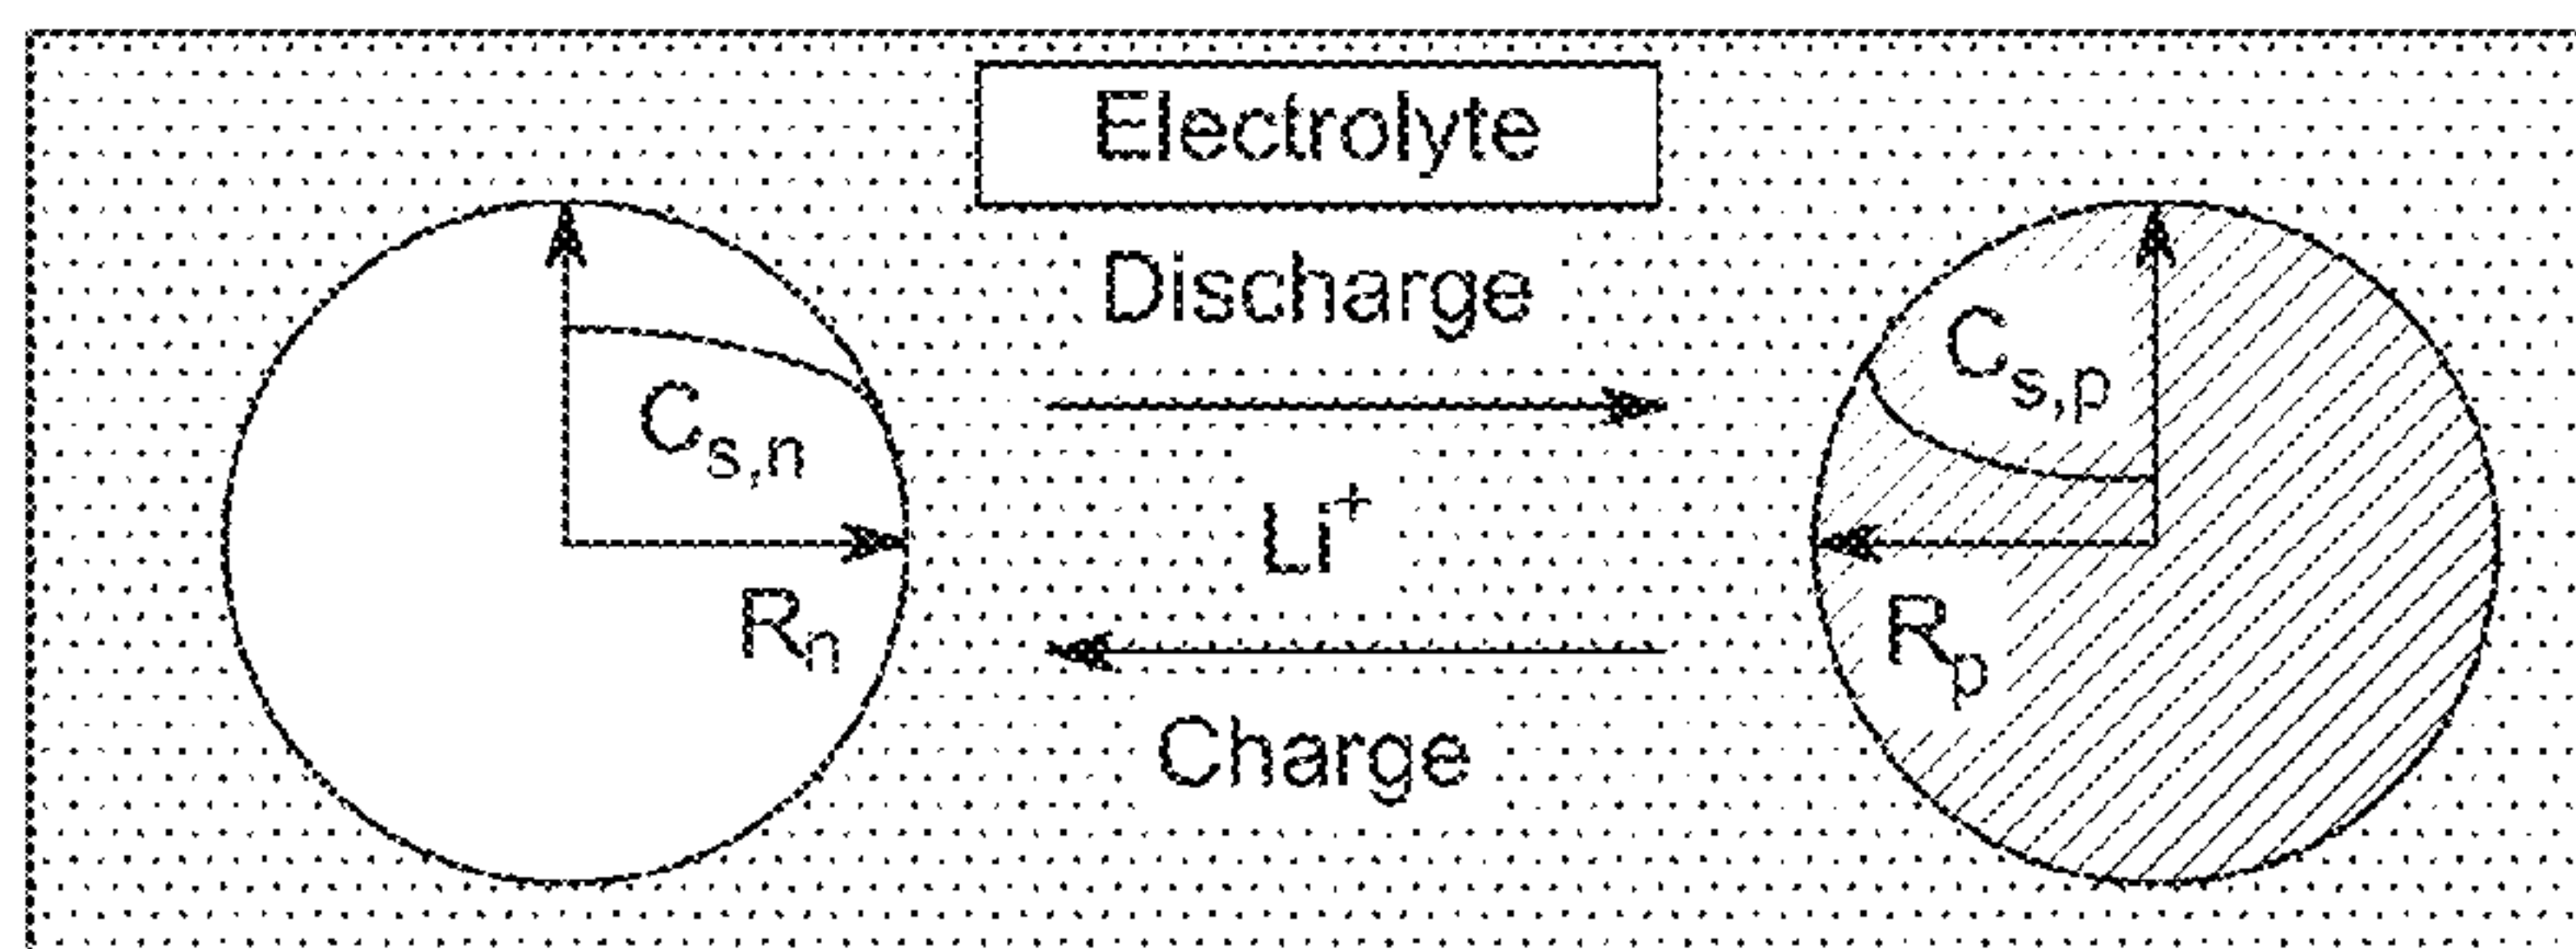 Electrolyte
Discharge
C_{s,n}
C_{s,p}
Li⁺
R_n
R_p
Charge